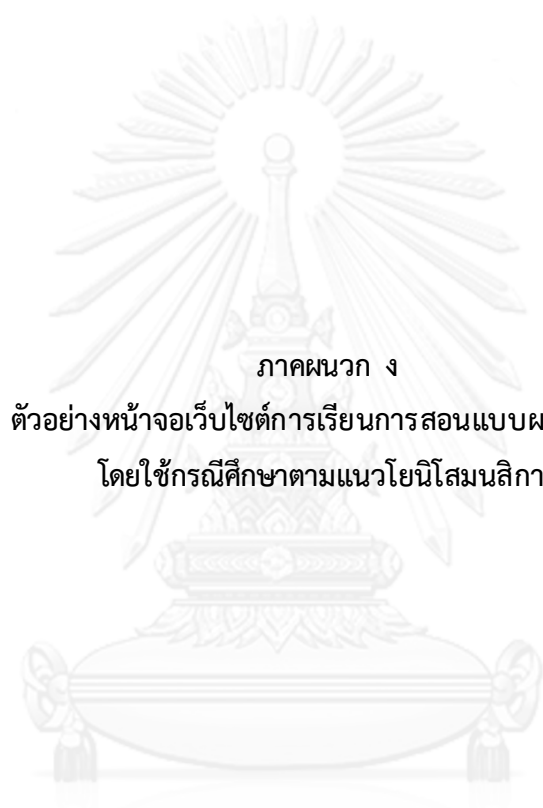 ภาคผนวก ง
ตัวอย่างหน้าจอเว็บไซต์การเรียนการสอนแบบผ
โดยใช้กรณีศึกษาตามแนวโยนิโสมนสิกา